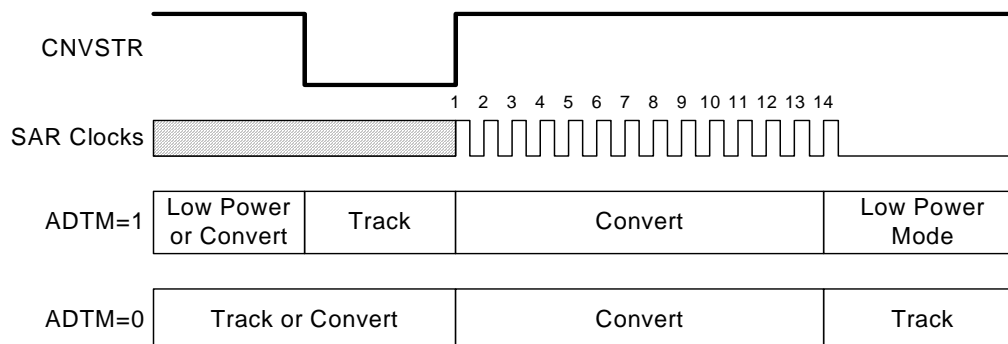 CNVSTR
1 2 3 4 5 6 7 8 9 10 11 12 13 14
SAR Clocks
ADTM=1
Low Power
or Convert
Track
Convert
Low Power
Mode
ADTM=0
Track or Convert
Convert
Track